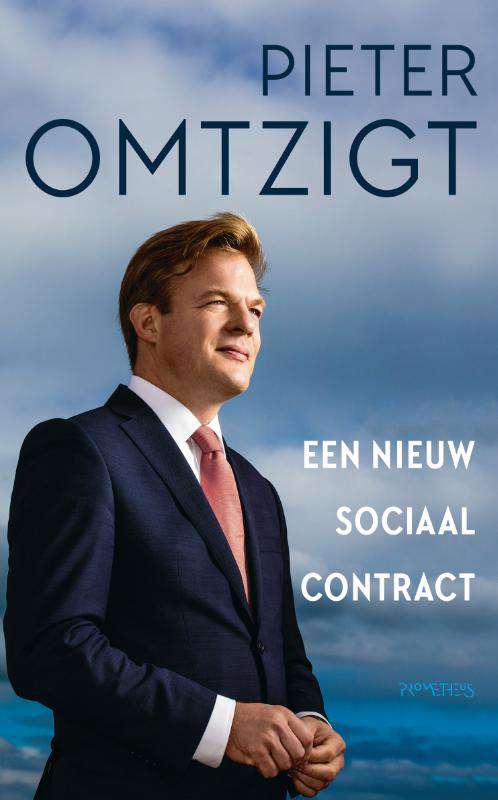 PIETER
OMTZIGT
EEN NIEUW
SOCIAAL
CONTRACT
PROMETHEUS